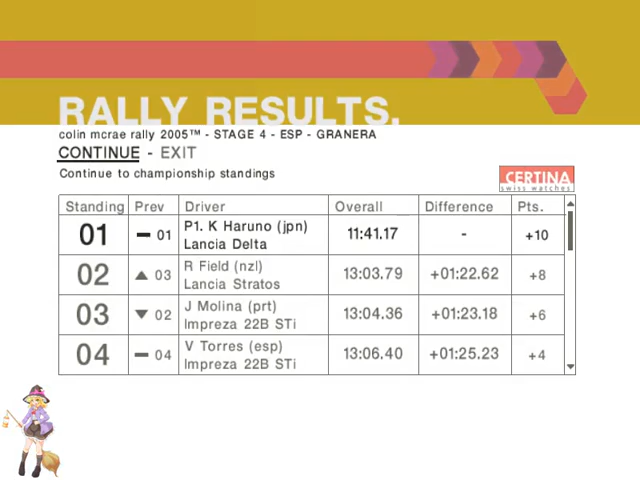 RALLY RESULTS.
colin mcrae rally 2005™ - STAGE 4 - ESP - GRANERA
CONTINUE - EXIT
Continue to championship standings
CERTINA
swiss watches
Standing Prev Driver Overall Difference Pts.
01 01 P1. K Haruno (jpn) 11:41.17 - +10
Lancia Delta
02 03 R Field (nzl) 13:03.79 +01:22.62 +8
Lancia Stratos
03 02 J Molina (prt) 13:04.36 +01:23.18 +6
Impreza 22B STi
04 04 V Torres (esp) 13:06.40 +01:25.23 +4
Impreza 22B STi